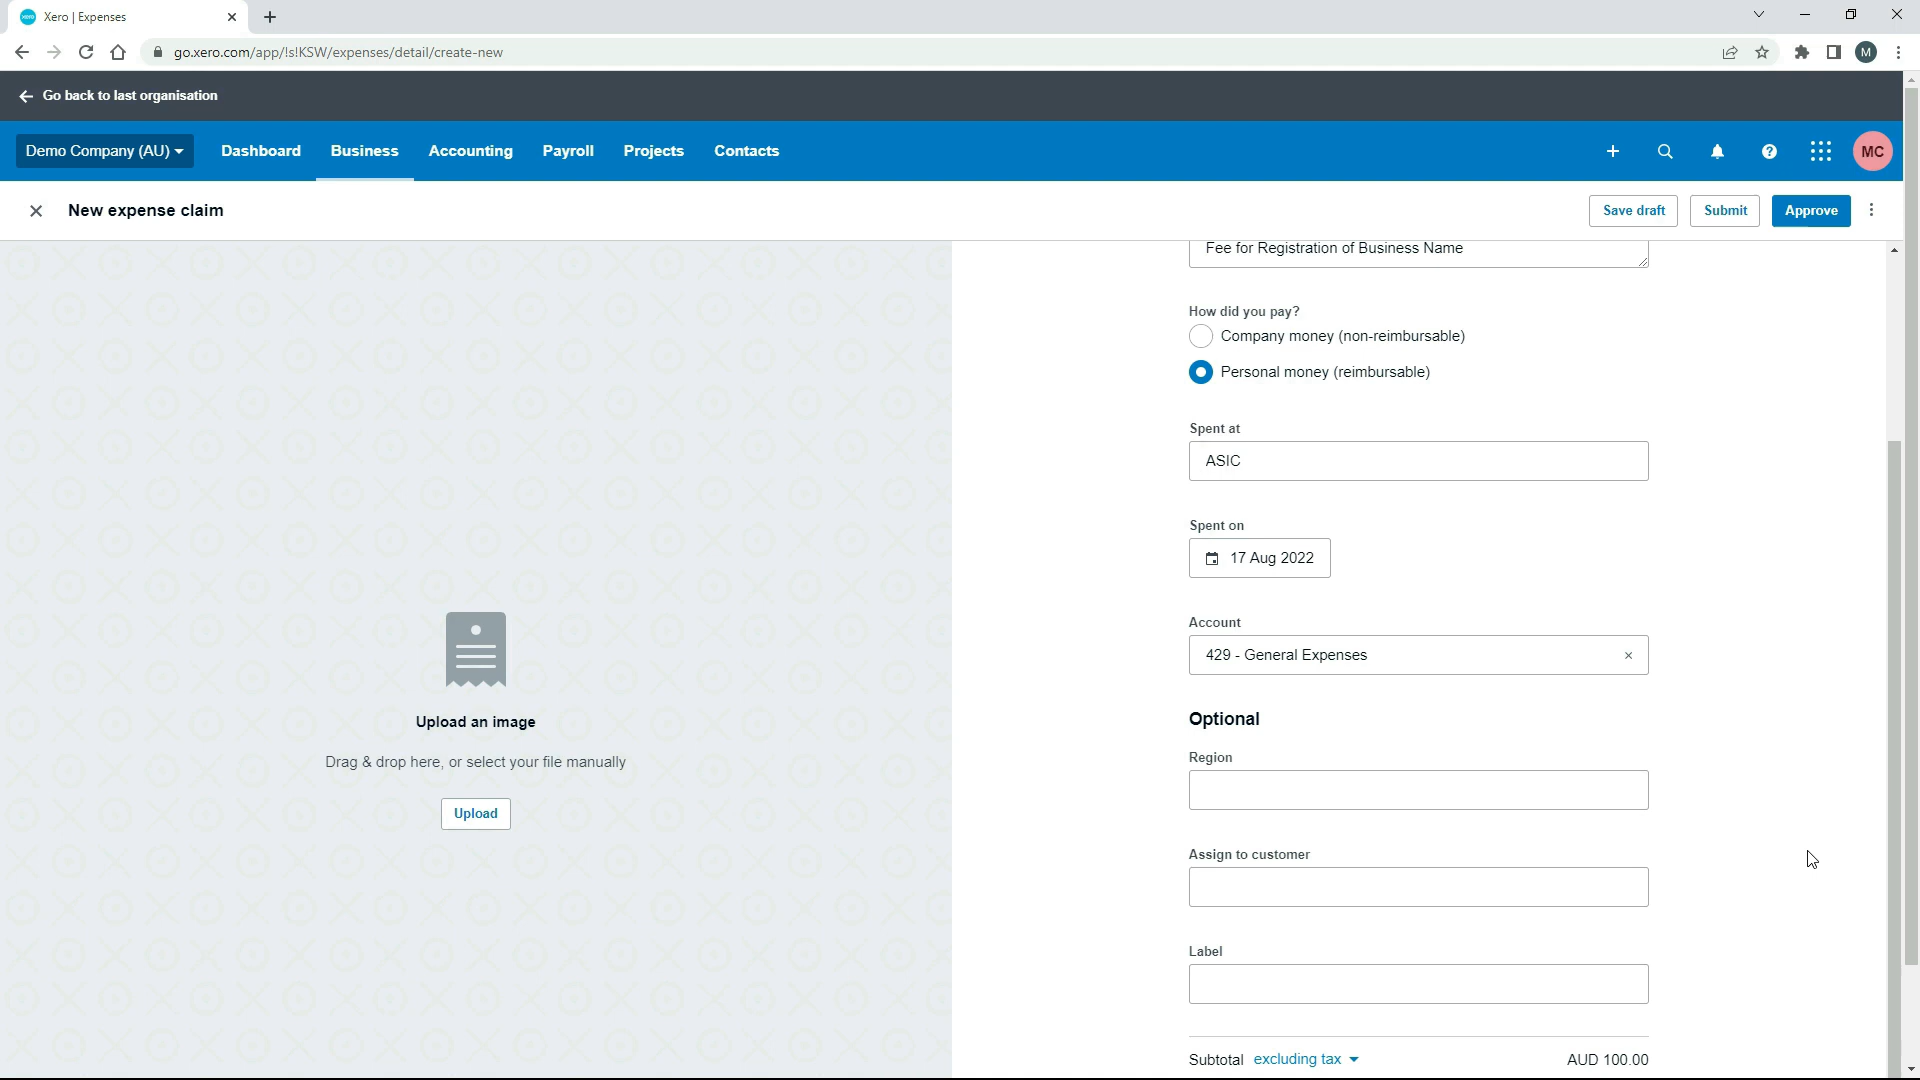 Xero | Expenses
go.xero.com/app/!s!KSW/expenses/detail/create-new
M
Go back to last organisation
Demo Company (AU)
Dashboard
Business
Accounting
Payroll
Projects
Contacts
MC
New expense claim
Save draft
Submit
Approve
Fee for Registration of Business Name
How did you pay?
Company money (non-reimbursable)
Personal money (reimbursable)
Spent at
ASIC
Spent on
17 Aug 2022
Account
429 - General Expenses
Optional
Region
Assign to customer
Label
Subtotal excluding tax AUD 100.00
Upload an image
Drag & drop here, or select your file manually
Upload